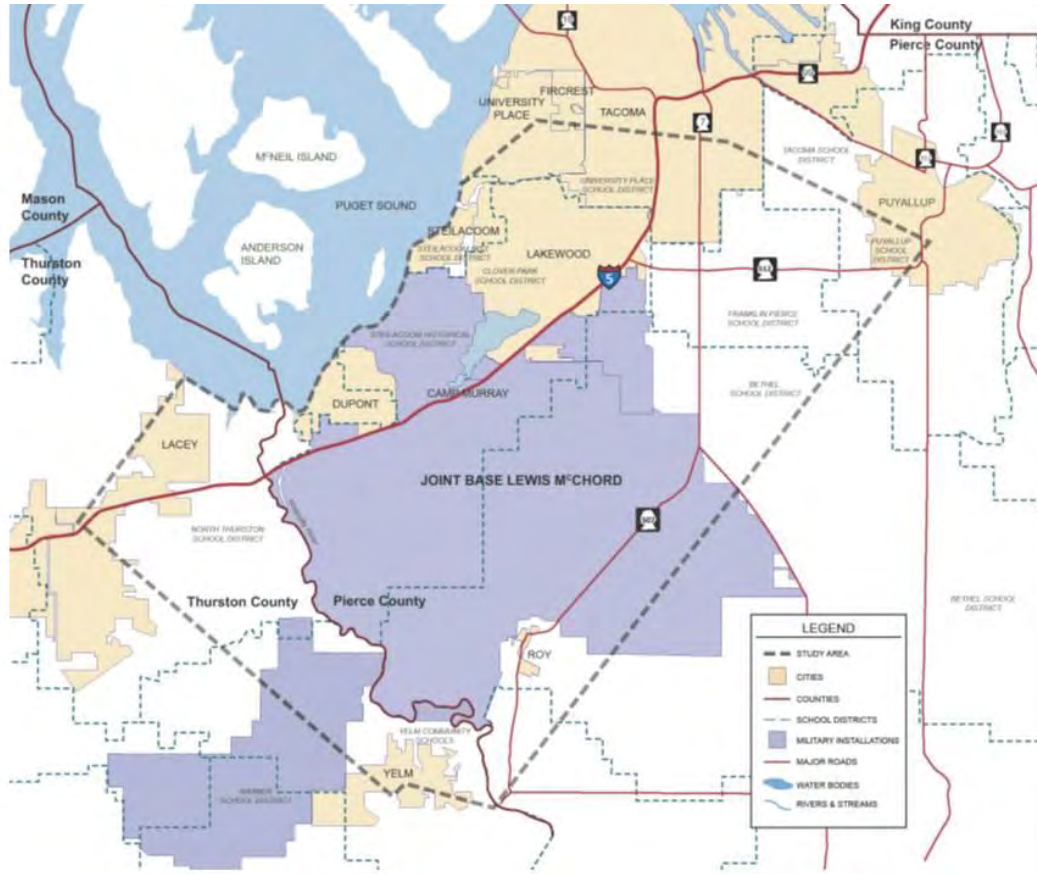 King County
Pierce County
16
FIRCREST
UNIVERSITY
PLACE
TACOMA
7
TACOMA SCHOOL
DISTRICT
McNEIL ISLAND
UNIVERSITY PLACE
SCHOOL DISTRICT
PUYALLUP
Mason
County
PUGET SOUND
STEILACOOM
ANDERSON
ISLAND
LAKEWOOD
PUYALLUP
SCHOOL
DISTRICT
Thurston
County
SCHOOL DISTRICT
CLOVER PARK
SCHOOL DISTRICT
5
512
FRANKLIN PIERCE
SCHOOL DISTRICT
STEILACOOM HISTORICAL
SCHOOL DISTRICT
BETHEL
SCHOOL DISTRICT
CAMP MURRAY
DUPONT
LACEY
JOINT BASE LEWIS McCHORD
507
NORTH THURSTON
SCHOOL DISTRICT
Thurston County
Pierce County
BETHEL SCHOOL
DISTRICT
ROY
YELM COMMUNITY
SCHOOLS
YELM
SCHOOL DISTRICT
LEGEND
STUDY AREA
CITIES
COUNTIES
SCHOOL DISTRICTS
MILITARY INSTALLATIONS
MAJOR ROADS
WATER BODIES
RIVERS & STREAMS